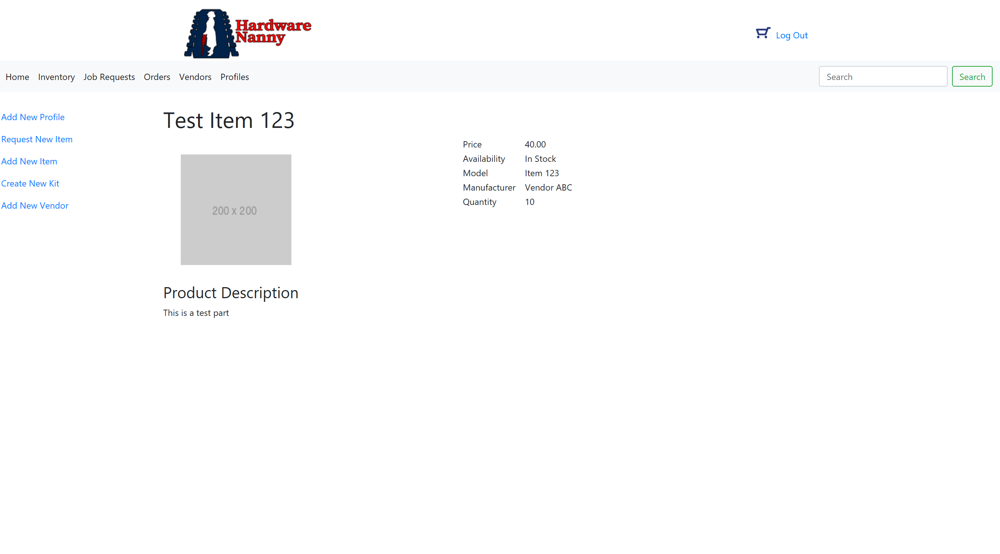 Hardware
Nanny
Log Out
Home Inventory Job Requests Orders Vendors Profiles Search Search
Add New Profile
Request New Item
Add New Item
Create New Kit
Add New Vendor
Test Item 123
200 x 200
Price 40.00
Availability In Stock
Model Item 123
Manufacturer Vendor ABC
Quantity 10
Product Description
This is a test part